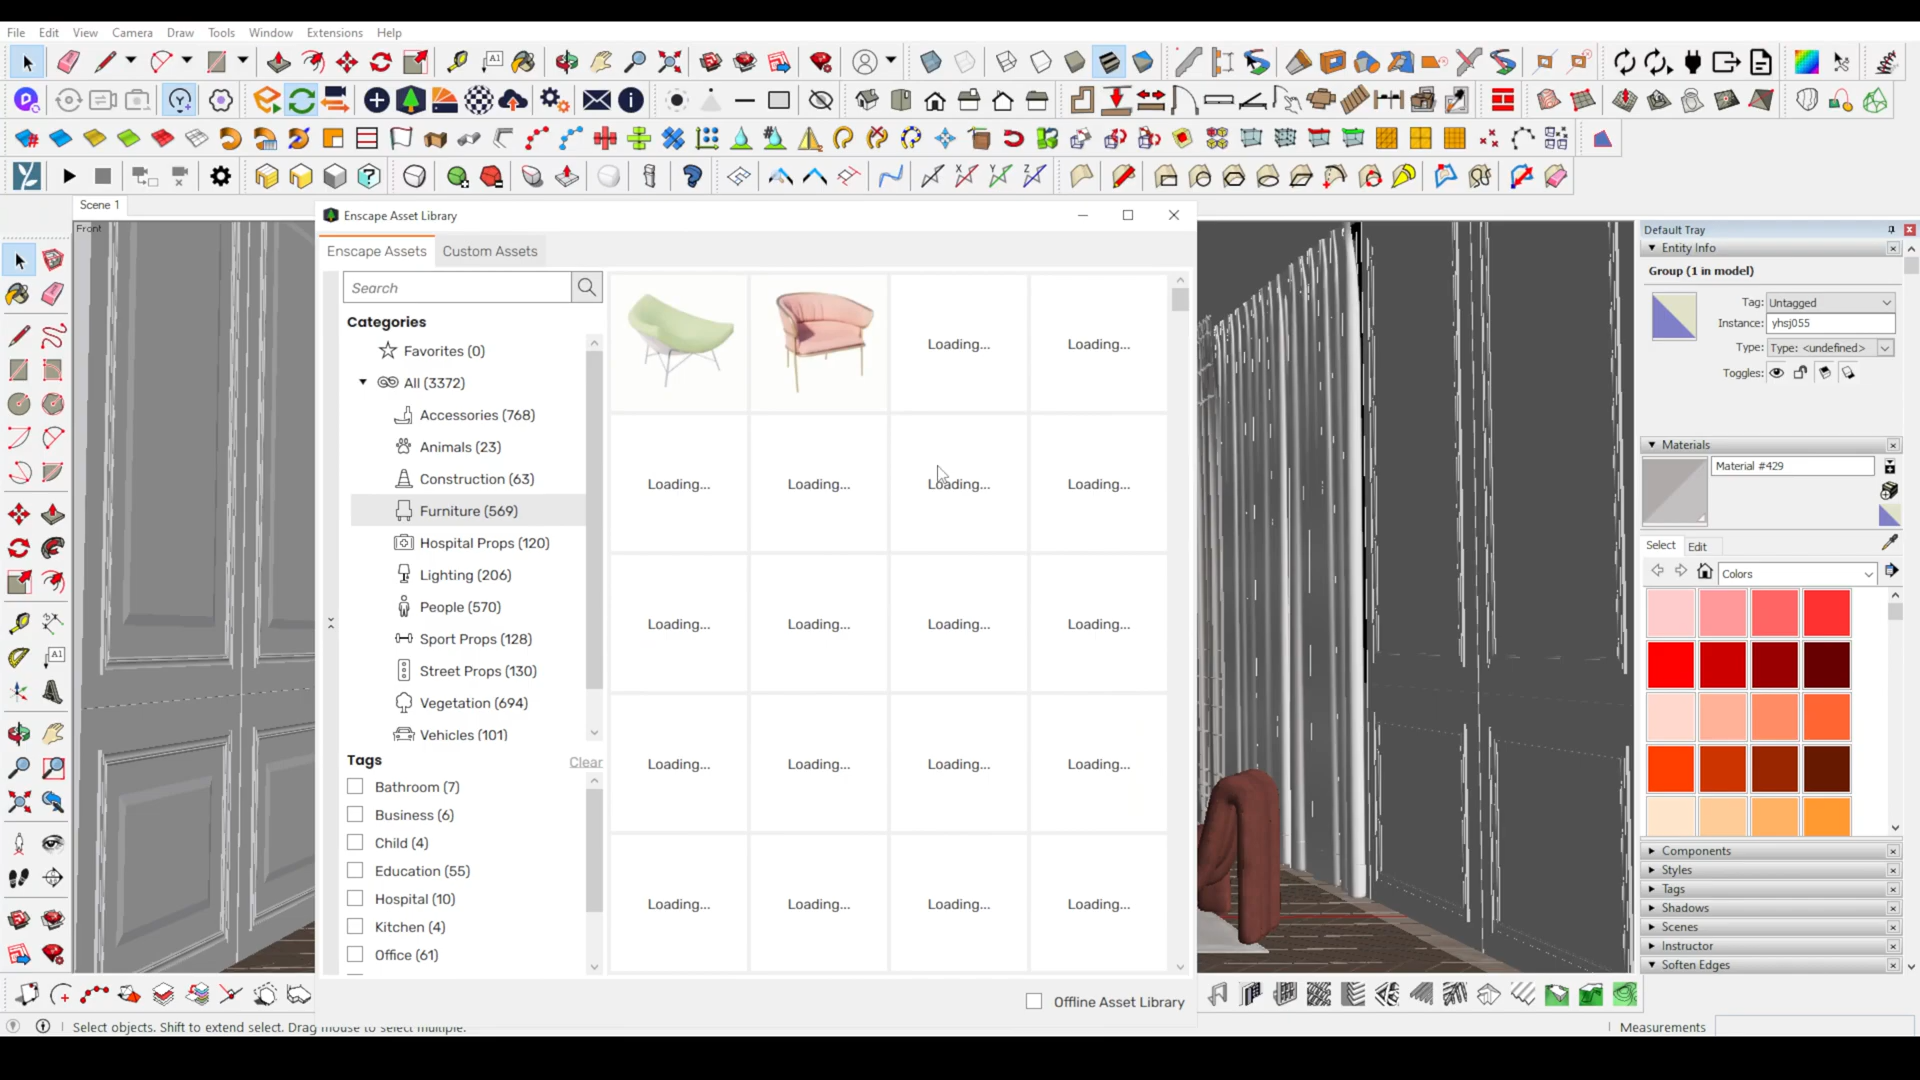 File Edit View Camera Draw Tools Window Extensions Help
Scene 1
Front
Enscape Asset Library
Enscape Assets Custom Assets
Search
Categories
Favorites (0)
All (3372)
Accessories (768)
Animals (23)
Construction (63)
Furniture (569)
Hospital Props (120)
Lighting (206)
People (570)
Sport Props (128)
Street Props (130)
Vegetation (694)
Vehicles (101)
Tags Clear
Bathroom (7)
Business (6)
Child (4)
Education (55)
Hospital (10)
Kitchen (4)
Office (61)
Loading... Loading...
Loading... Loading... Loading... Loading...
Loading... Loading... Loading... Loading...
Loading... Loading... Loading... Loading...
Loading... Loading... Loading... Loading...
Offline Asset Library
Default Tray
Entity Info
Group (1 in model)
Tag: Untagged
Instance: yhsj055
Type: Type: <undefined>
Toggles:
Materials
Material #429
Select Edit
Colors
Components
Styles
Tags
Shadows
Scenes
Instructor
Soften Edges
Select objects. Shift to extend select. Drag mouse to select multiple.
Measurements